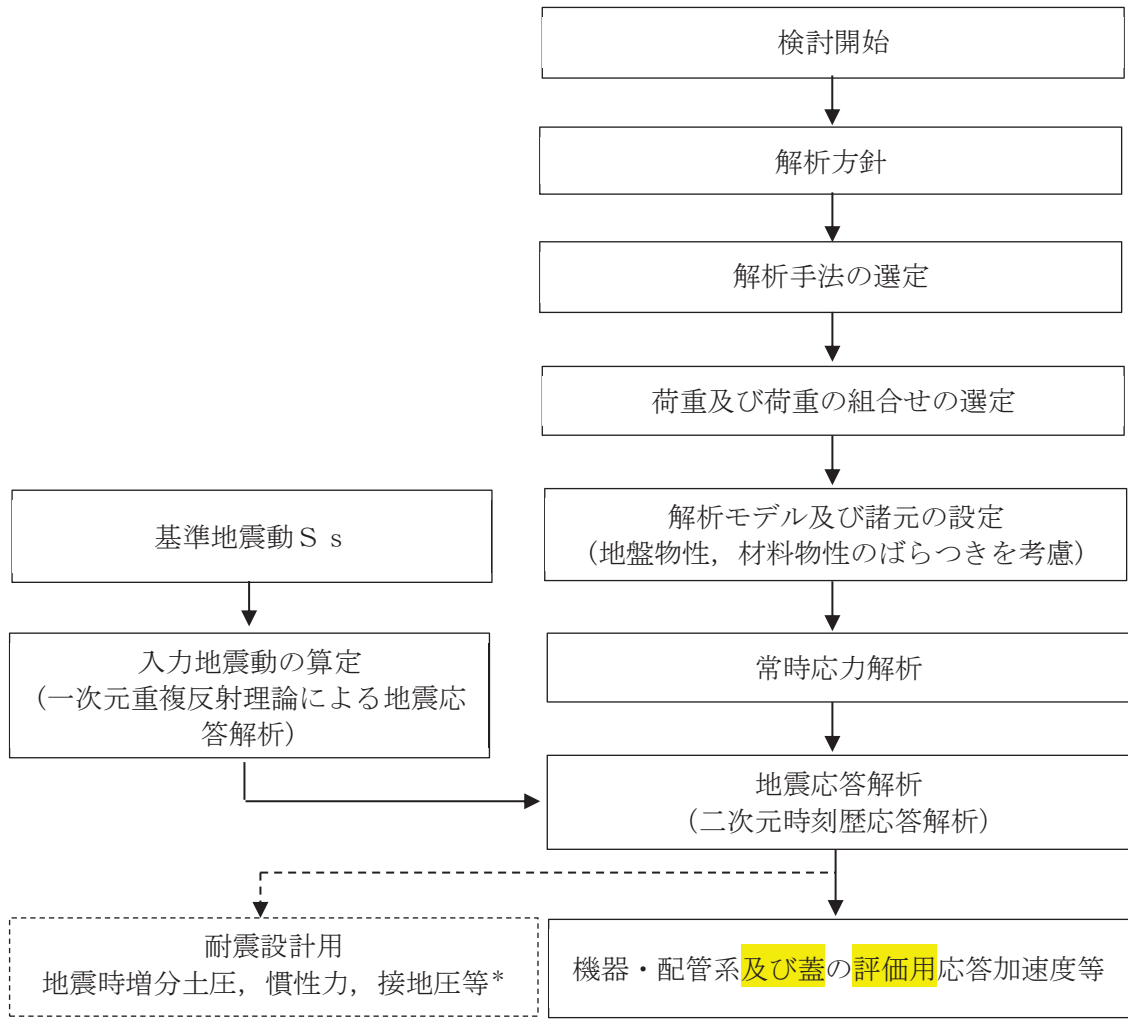 検討開始
解析方針
解析手法の選定
荷重及び荷重の組合せの選定
解析モデル及び諸元の設定
（地盤物性，材料物性のばらつきを考慮）
基準地震動Ｓｓ
入力地震動の算定
（一次元重複反射理論による地震応
答解析）
常時応力解析
地震応答解析
（二次元時刻歴応答解析）
耐震設計用
地震時増分土圧，慣性力，接地圧等*
機器・配管系及び蓋の評価用応答加速度等